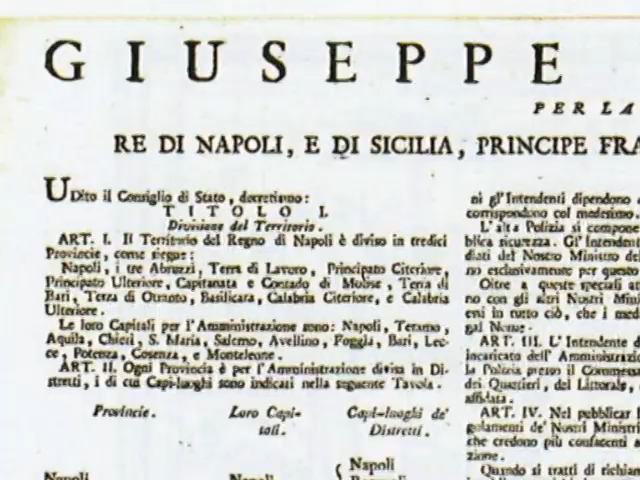 GIUSEPPE
PER LA
RE DI NAPOLI, E DI SICILIA, PRINCIPE FRA
UDito il Consiglio di Stato, decretiamo:
TITOLO I.
Divisione del Territorio.
ART. I. Il Territorio del Regno di Napoli è diviso in tredici
Provincie, come siegue:
Napoli, i tre Abruzzi, Terra di Lavoro, Principato Citeriore,
Principato Ulteriore, Capitanata e Contado di Molise, Terra di
Bari, Terra di Otranto, Basilicata, Calabria Citeriore, e Calabria
Ulteriore.
Le loro Capitali per l'Amministrazione sono: Napoli, Teramo,
Aquila, Chieti, S. Maria, Salerno, Avellino, Foggia, Bari, Lec-
ce, Potenza, Cosenza, e Monteleone.
ART. II. Ogni Provincia è per l'Amministrazione divisa in Di-
stretti, i di cui Capi-luoghi sono indicati nella seguente Tavola.
Provincie. Loro Capi- Capi-luoghi de'
tali. Distretti.
Napoli Napoli Napoli
ni gl'Intendenti dipendono
corrispondono col medesimo.
L'alta Polizia si compone
blica sicurezza. Gl' Intendenti
diati del Nostro Ministro del
no esclusivamente per questo
Oltre a queste speciali at
no con gli altri Nostri Min
eni in tutto ciò, che i med
gal Nome.
ART. III. L'Intendente d
incaricato dell' Amministrazio
la Polizia presso il Commessa
dei Quartieri, del Littorale,
affidata.
ART. IV. Nel pubblicar l
golamenti de' Nostri Ministri
che credono più confacenti a
zione.
Quando si tratti di richiam